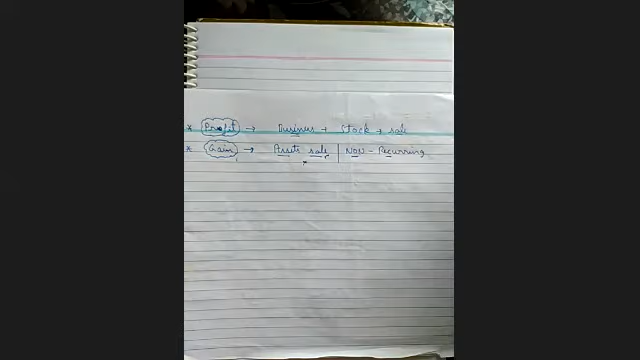 * Profit → Business → Stock → sale
* Gain → Assets sale | NON - Recurring